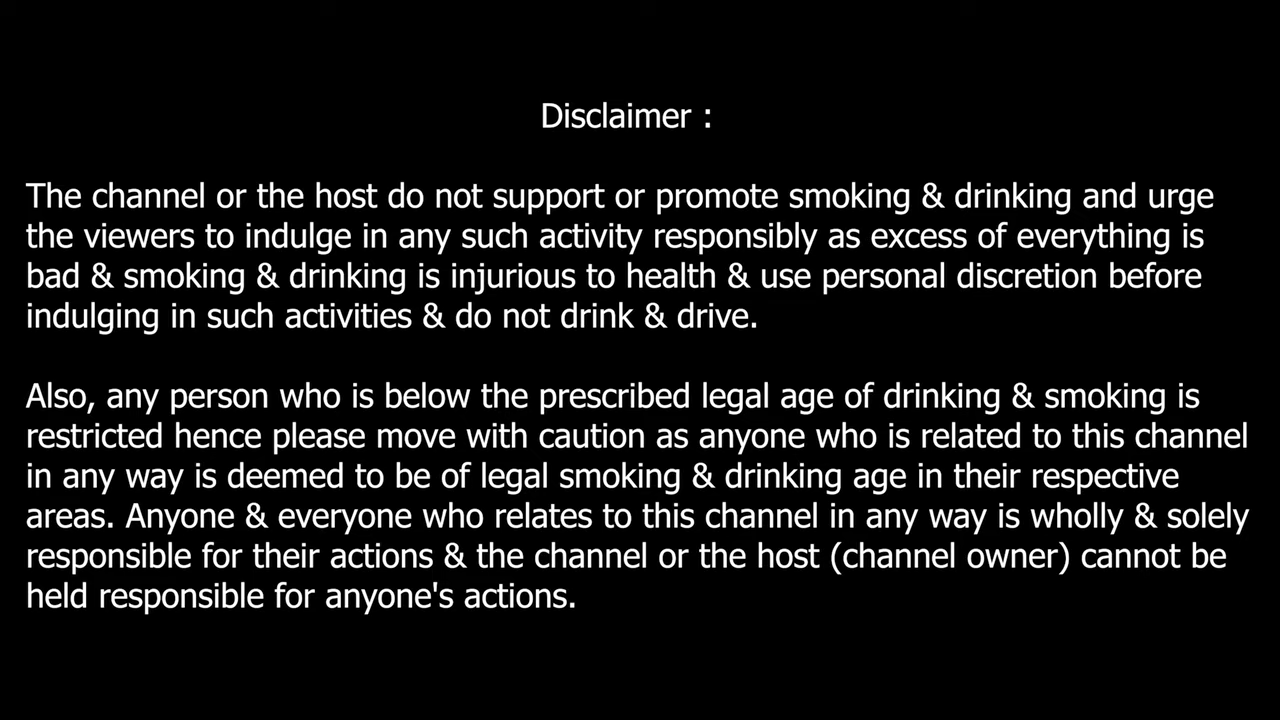 Disclaimer :
The channel or the host do not support or promote smoking & drinking and urge
the viewers to indulge in any such activity responsibly as excess of everything is
bad & smoking & drinking is injurious to health & use personal discretion before
indulging in such activities & do not drink & drive.
Also, any person who is below the prescribed legal age of drinking & smoking is
restricted hence please move with caution as anyone who is related to this channel
in any way is deemed to be of legal smoking & drinking age in their respective
areas. Anyone & everyone who relates to this channel in any way is wholly & solely
responsible for their actions & the channel or the host (channel owner) cannot be
held responsible for anyone's actions.